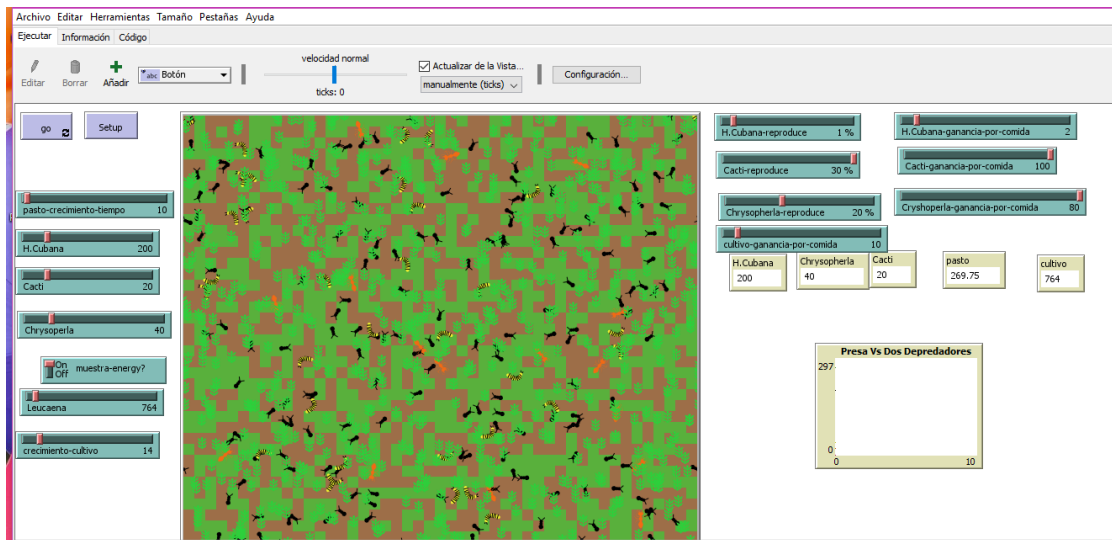 Archivo Editar Herramientas Tamaño Pestañas Ayuda
Ejecutar Información Código
Editar Borrar Añadir
abc Botón
velocidad normal
ticks: 0
Actualizar de la Vista...
manualmente (ticks)
Configuración...
go
Setup
pasto-crecimiento-tiempo 10
H.Cubana 200
Cacti 20
Chrysoperla 40
On
Off
muestra-energy?
Leucaena 764
crecimiento-cultivo 14
H.Cubana-reproduce 1 %
H.Cubana-ganancia-por-comida 2
Cacti-reproduce 30 %
Cacti-ganancia-por-comida 100
Chrysopherla-reproduce 20 %
Cryshoperla-ganancia-por-comida 80
cultivo-ganancia-por-comida 10
H.Cubana
200
Chrysopherla
40
Cacti
20
pasto
269.75
cultivo
764
Presa Vs Dos Depredadores
297
0
0 10